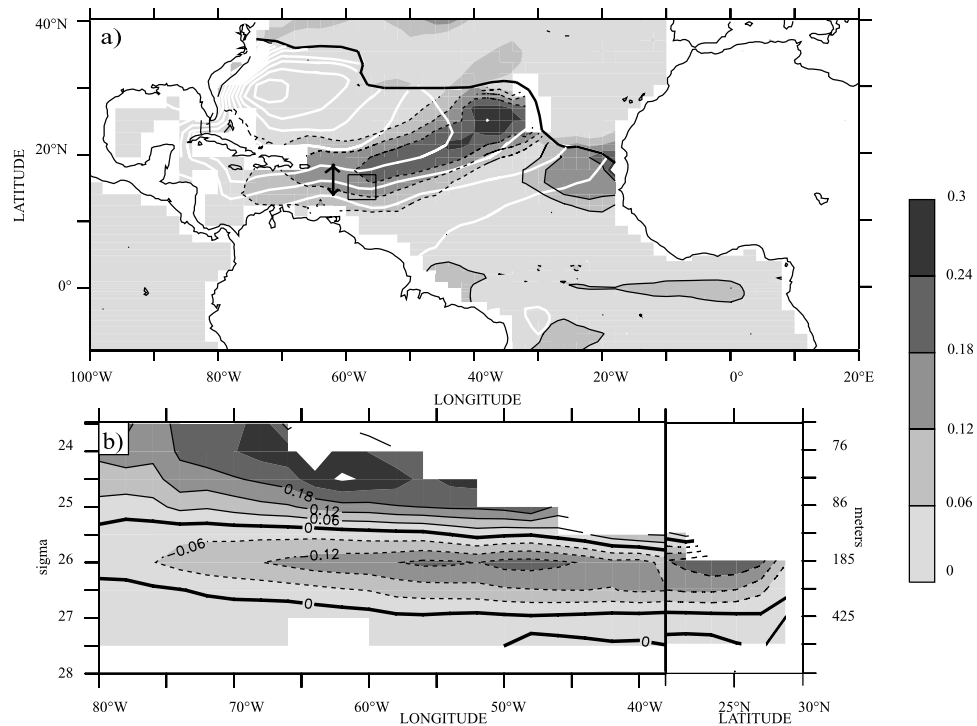 a)
40°N
20°N
0°
LATITUDE
100°W 80°W 60°W 40°W 20°W 0° 20°E
LONGITUDE
0.3
0.24
0.18
0.12
0.06
0
b)
24
25
26
27
28
sigma
0.18
0.12
0.06
0
-0.06
-0.12
0
0
76
86
185
425
meters
80°W 70°W 60°W 50°W 40°W 25°N 30°N
LONGITUDE LATITUDE